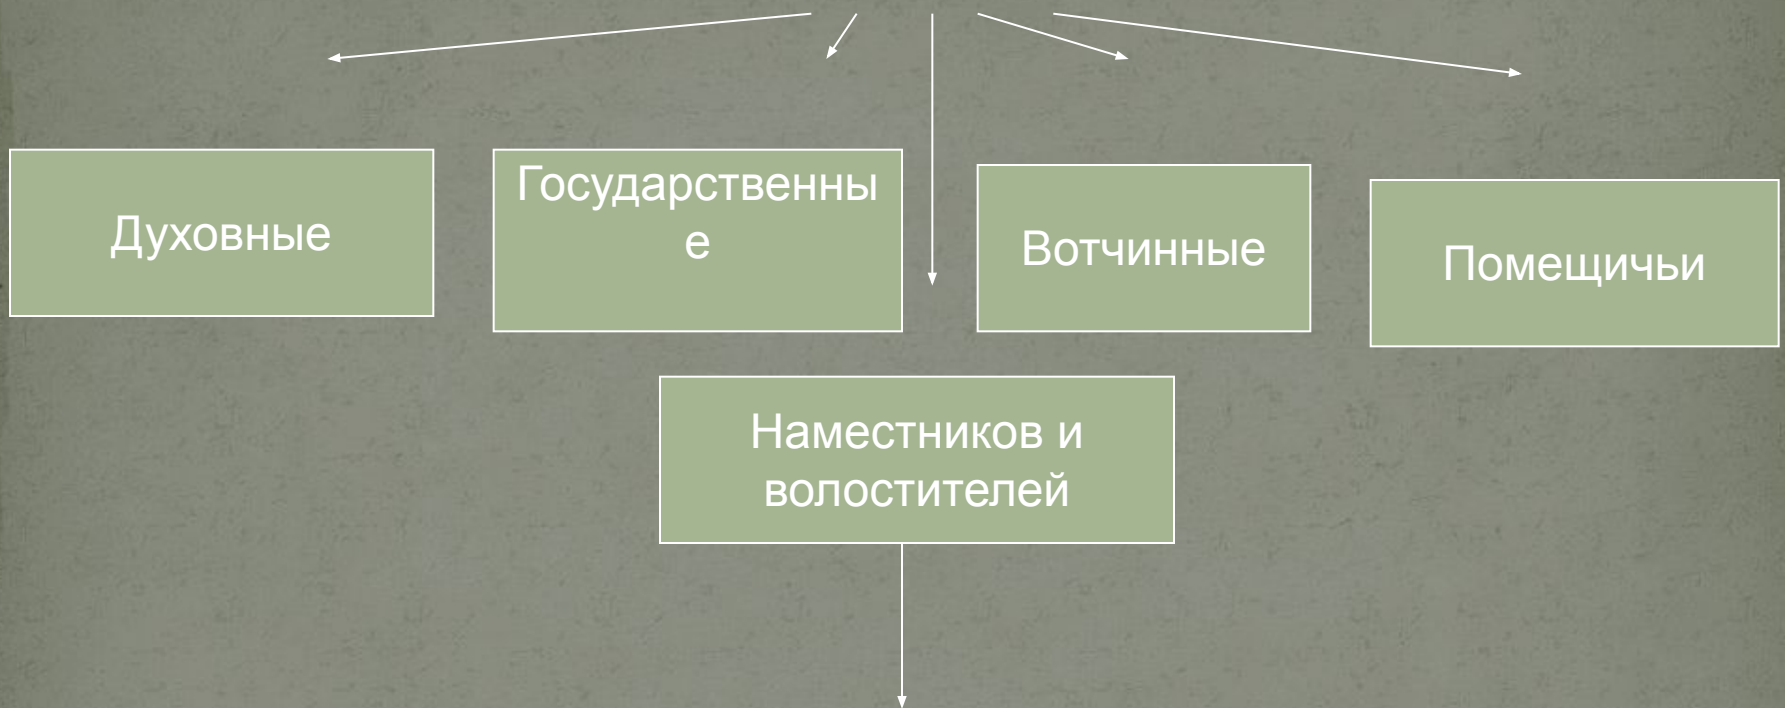 Духовные
Государственны
е
Вотчинные
Помещичьи
Наместников и
волостителей